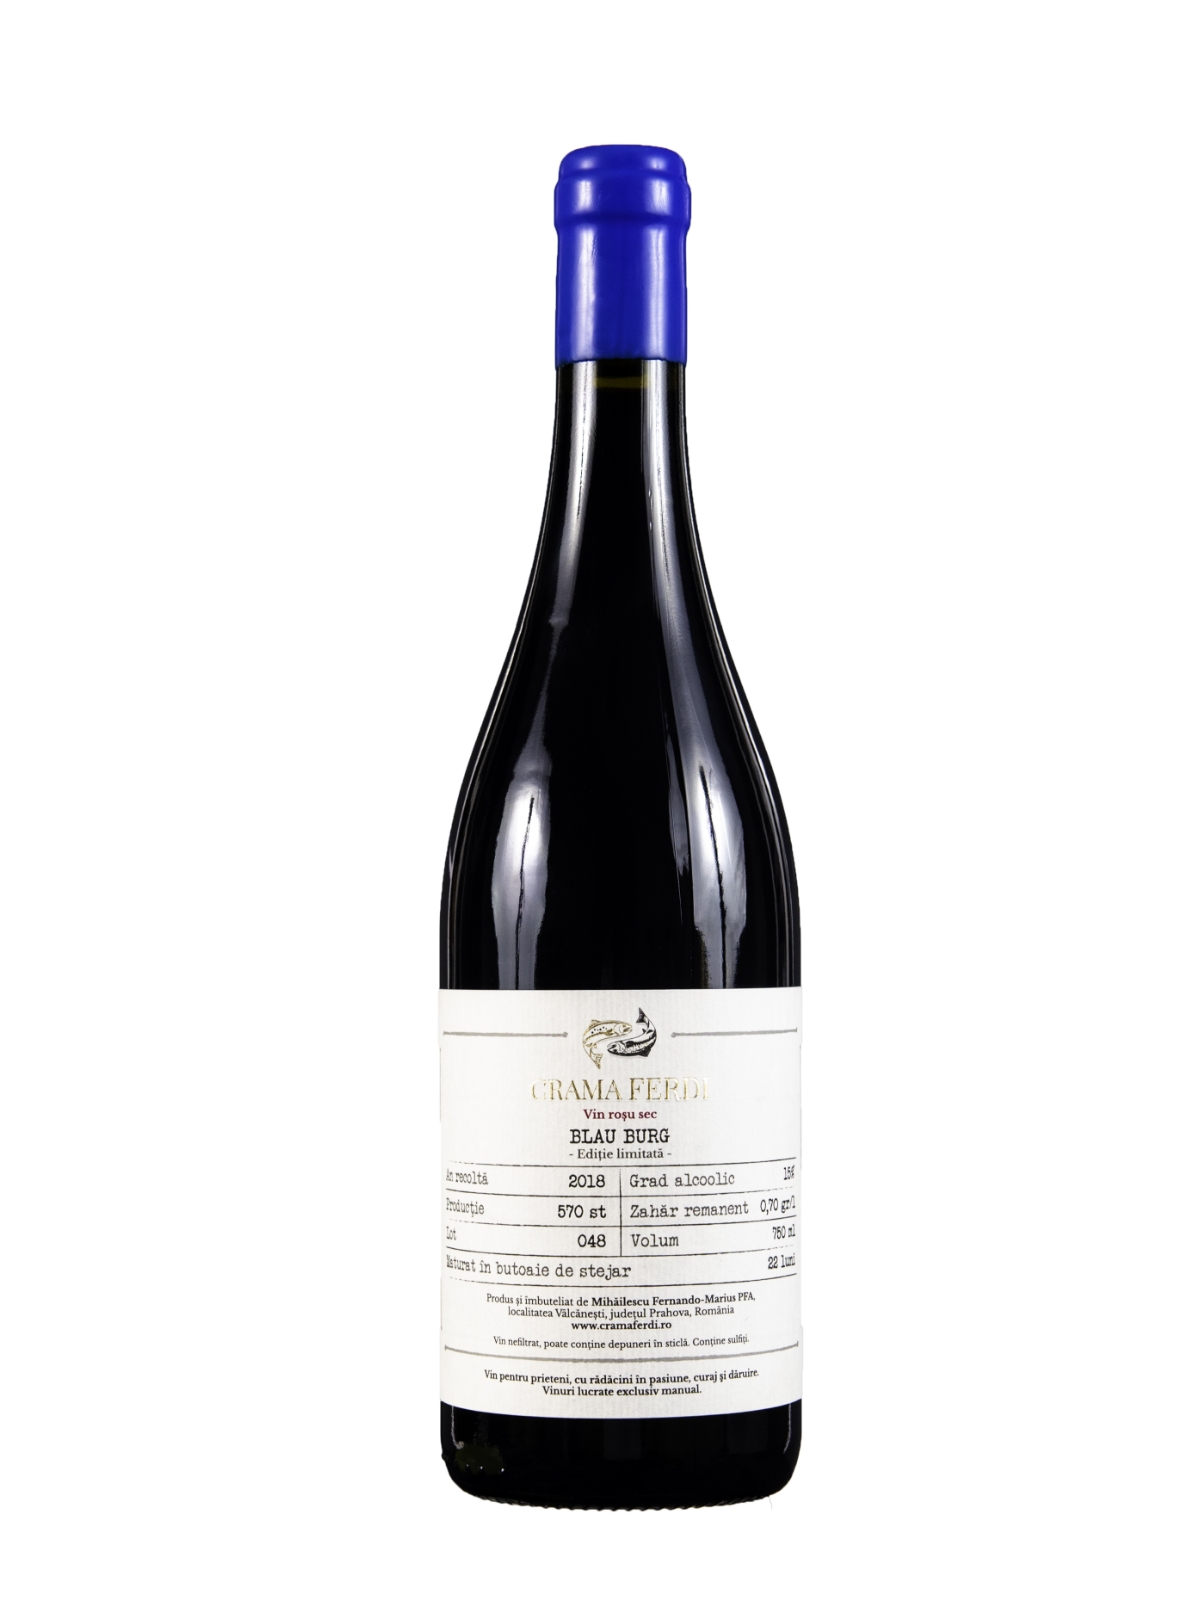 CRAMA FERDI
Vin roșu sec
BLAU BURG
- Ediție limitată -
An recoltă 2018 Grad alcoolic 15%
Producție 570 st Zahăr remanent 0,70 gr/l
Lot 048 Volum 750 ml
Maturat în butoaie de stejar 22 luni
Produs și îmbuteliat de Mihăilescu Fernando-Marius PFA,
localitatea Vâlcănești, județul Prahova, România
www.cramaferdi.ro
Vin nefiltrat, poate conține depuneri în sticlă. Conține sulfiți.
Vin pentru prieteni, cu rădăcini în pasiune, curaj și dăruire.
Vinuri lucrate exclusiv manual.